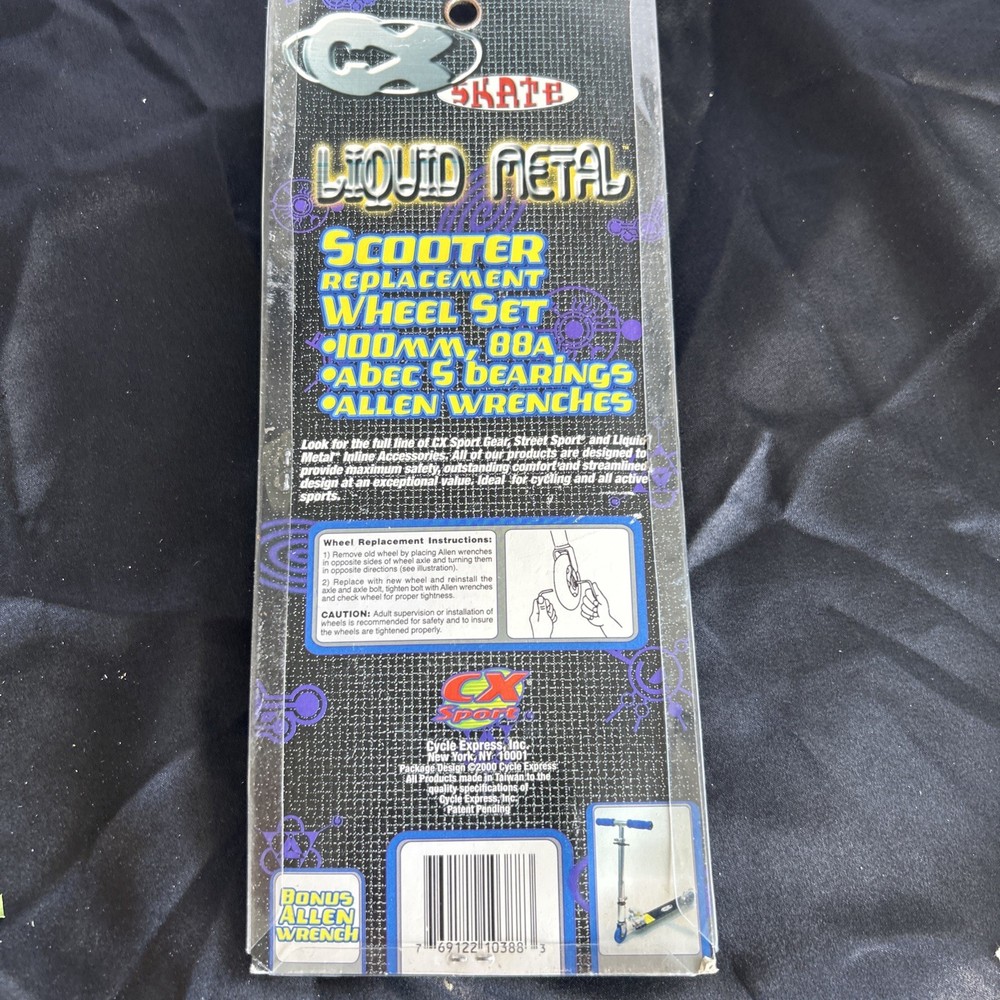 CX
SKATE
LIQUID METAL
SCOOTER
REPLACEMENT
WHEEL SET
•100MM, 88A
•ABEC 5 BEARINGS
•ALLEN WRENCHES
Look for the full line of CX Sport Gear, Street Sport® and Liquid
Metal™ Inline Accessories. All of our products are designed to
provide maximum safety, outstanding comfort and streamlined
design at an exceptional value. Ideal for cycling and all active
sports.
Wheel Replacement Instructions:
1) Remove old wheel by placing Allen wrenches
in opposite sides of wheel axle and turning them
in opposite directions (see illustration).
2) Replace with new wheel and reinstall the
axle and axle bolt, tighten bolt with Allen wrenches
and check wheel for proper tightness.
CAUTION: Adult supervision or installation of
wheels is recommended for safety and to insure
the wheels are tightened properly.
CX
Sport
Cycle Express, Inc.
New York, NY 10001
Package Design ©2000 Cycle Express
All Products made in Taiwan to the
quality specifications of
Cycle Express, Inc.
Patent Pending
BONUS
ALLEN
WRENCH
7 69122 10388 3